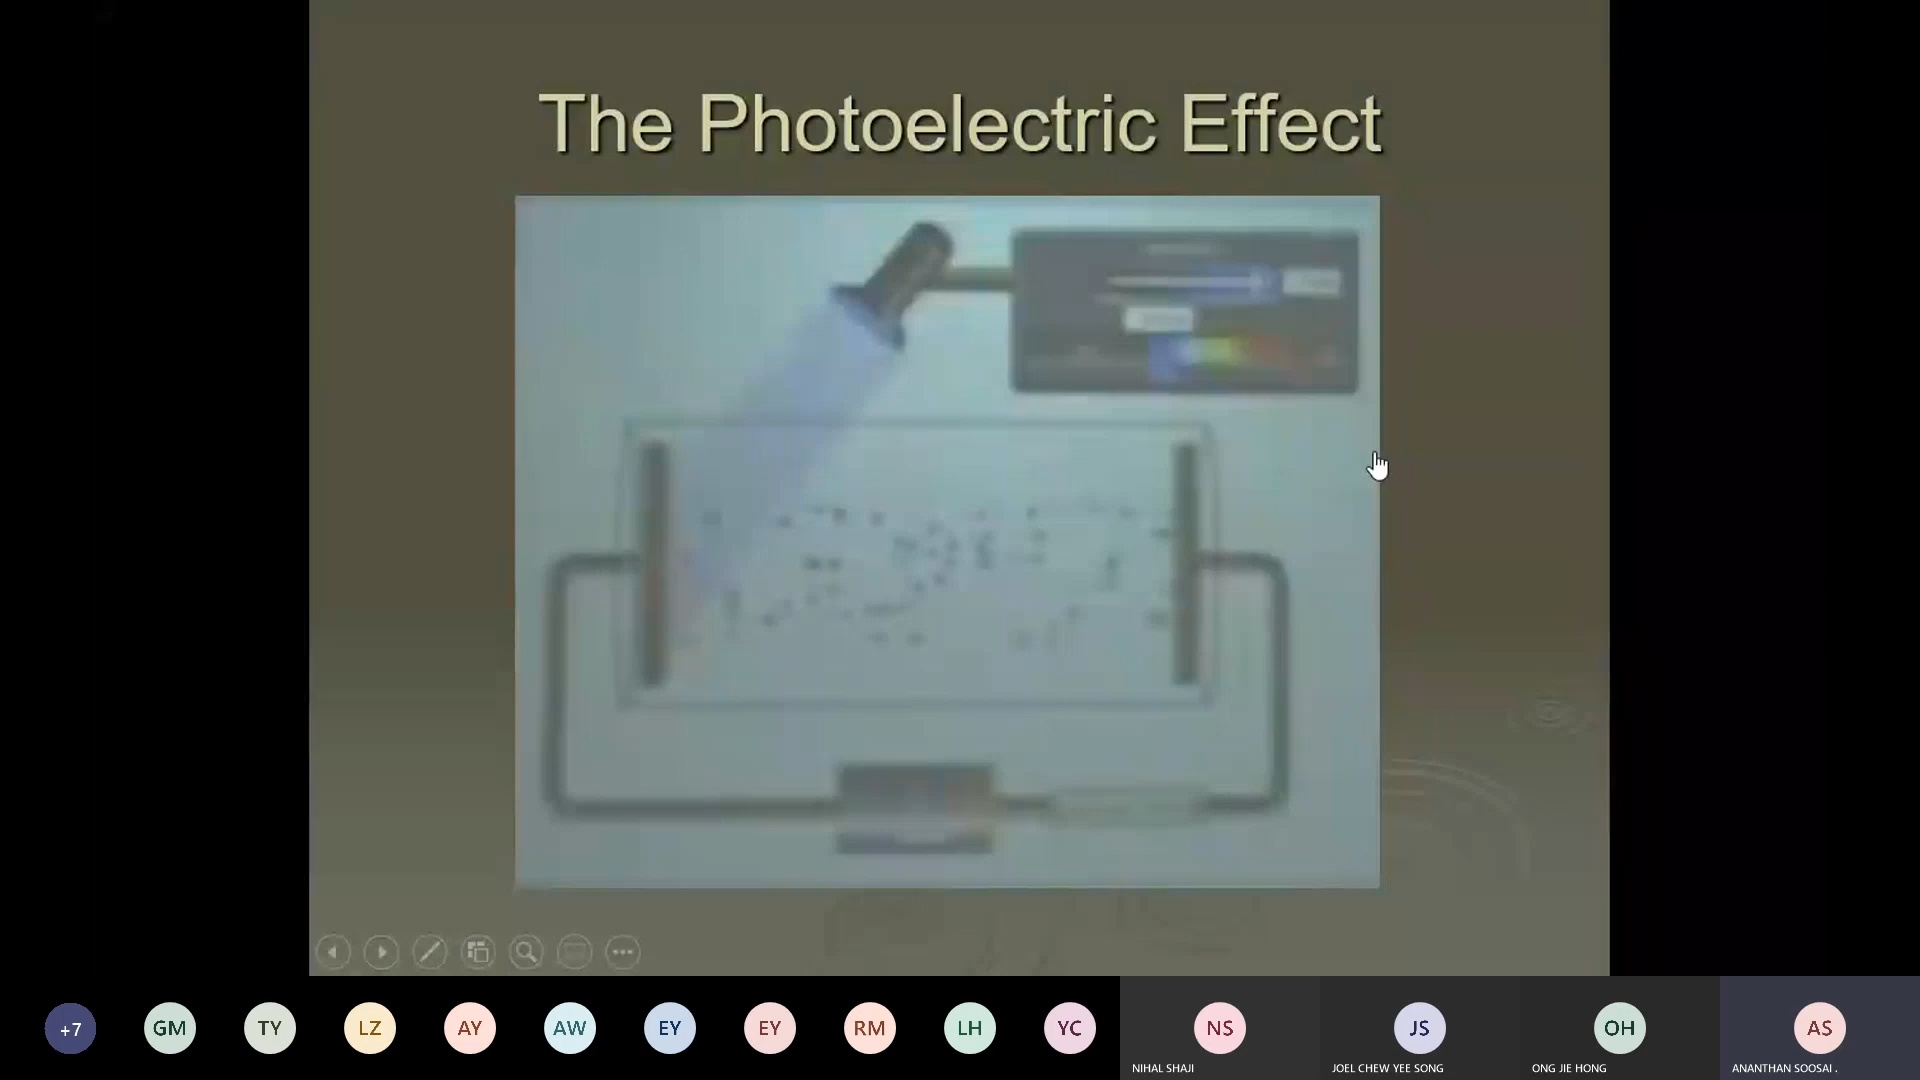 The Photoelectric Effect
+7
GM
TY
LZ
AY
AW
EY
EY
RM
LH
YC
NS
JS
OH
AS
NIHAL SHAJI
JOEL CHEW YEE SONG
ONG JIE HONG
ANANTHAN SOOSAI .